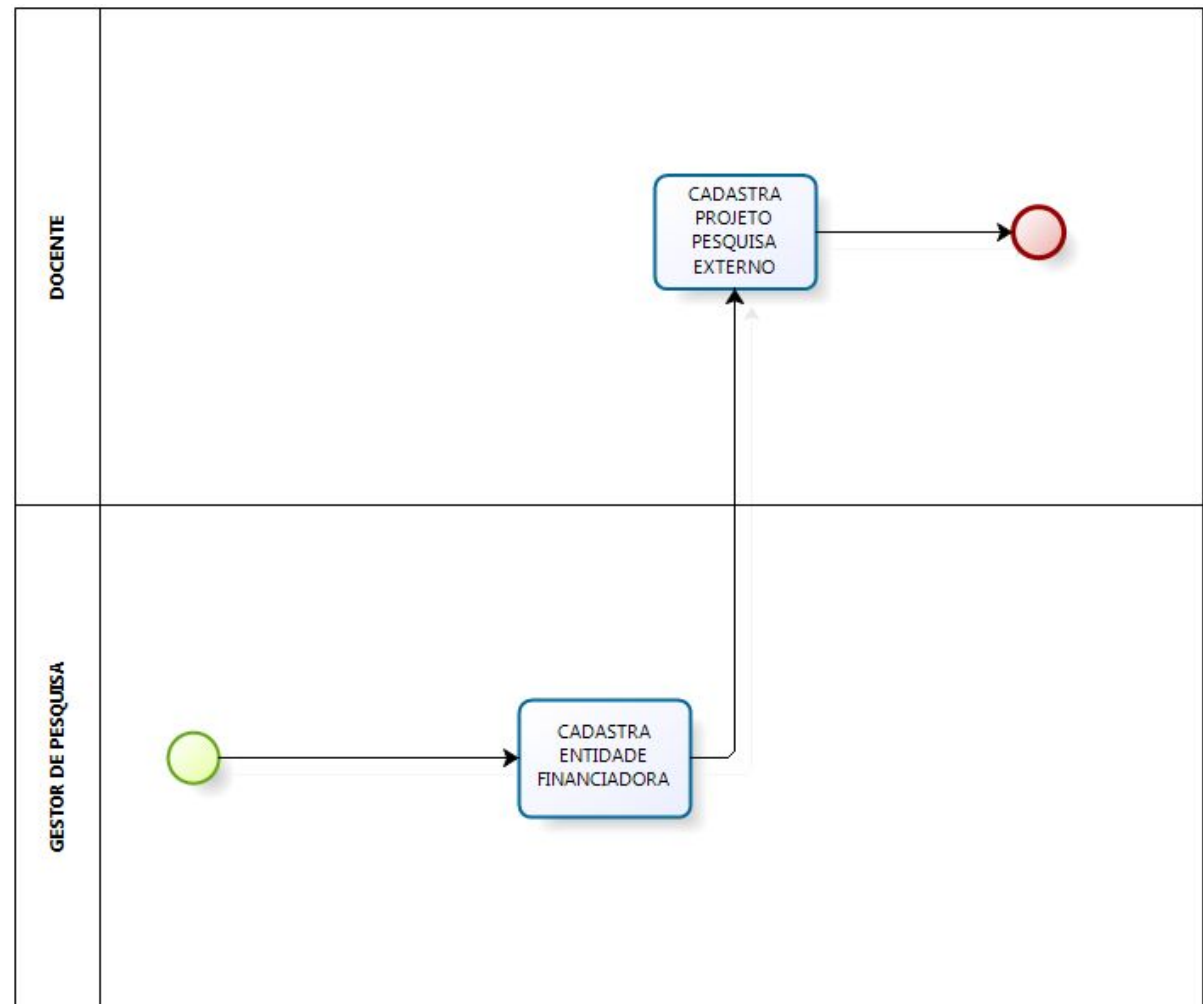 DOCENTE
CADASTRA
PROJETO
PESQUISA
EXTERNO
GESTOR DE PESQUISA
CADASTRA
ENTIDADE
FINANCIADORA